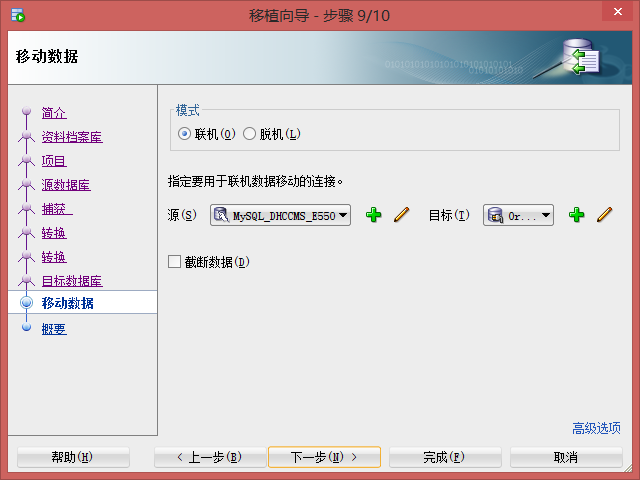 移植向导 - 步骤 9/10
移动数据
010101010101010101010101
0101010101
简介
资料档案库
项目
源数据库
捕获
转换
转换
目标数据库
移动数据
概要
模式
联机(O) 脱机(L)
指定要用于联机数据移动的连接。
源(S) MySQL_DHCCMS_E550 目标(T) Or...
截断数据(D)
高级选项
帮助(H) < 上一步(B) 下一步(N) > 完成(F) 取消